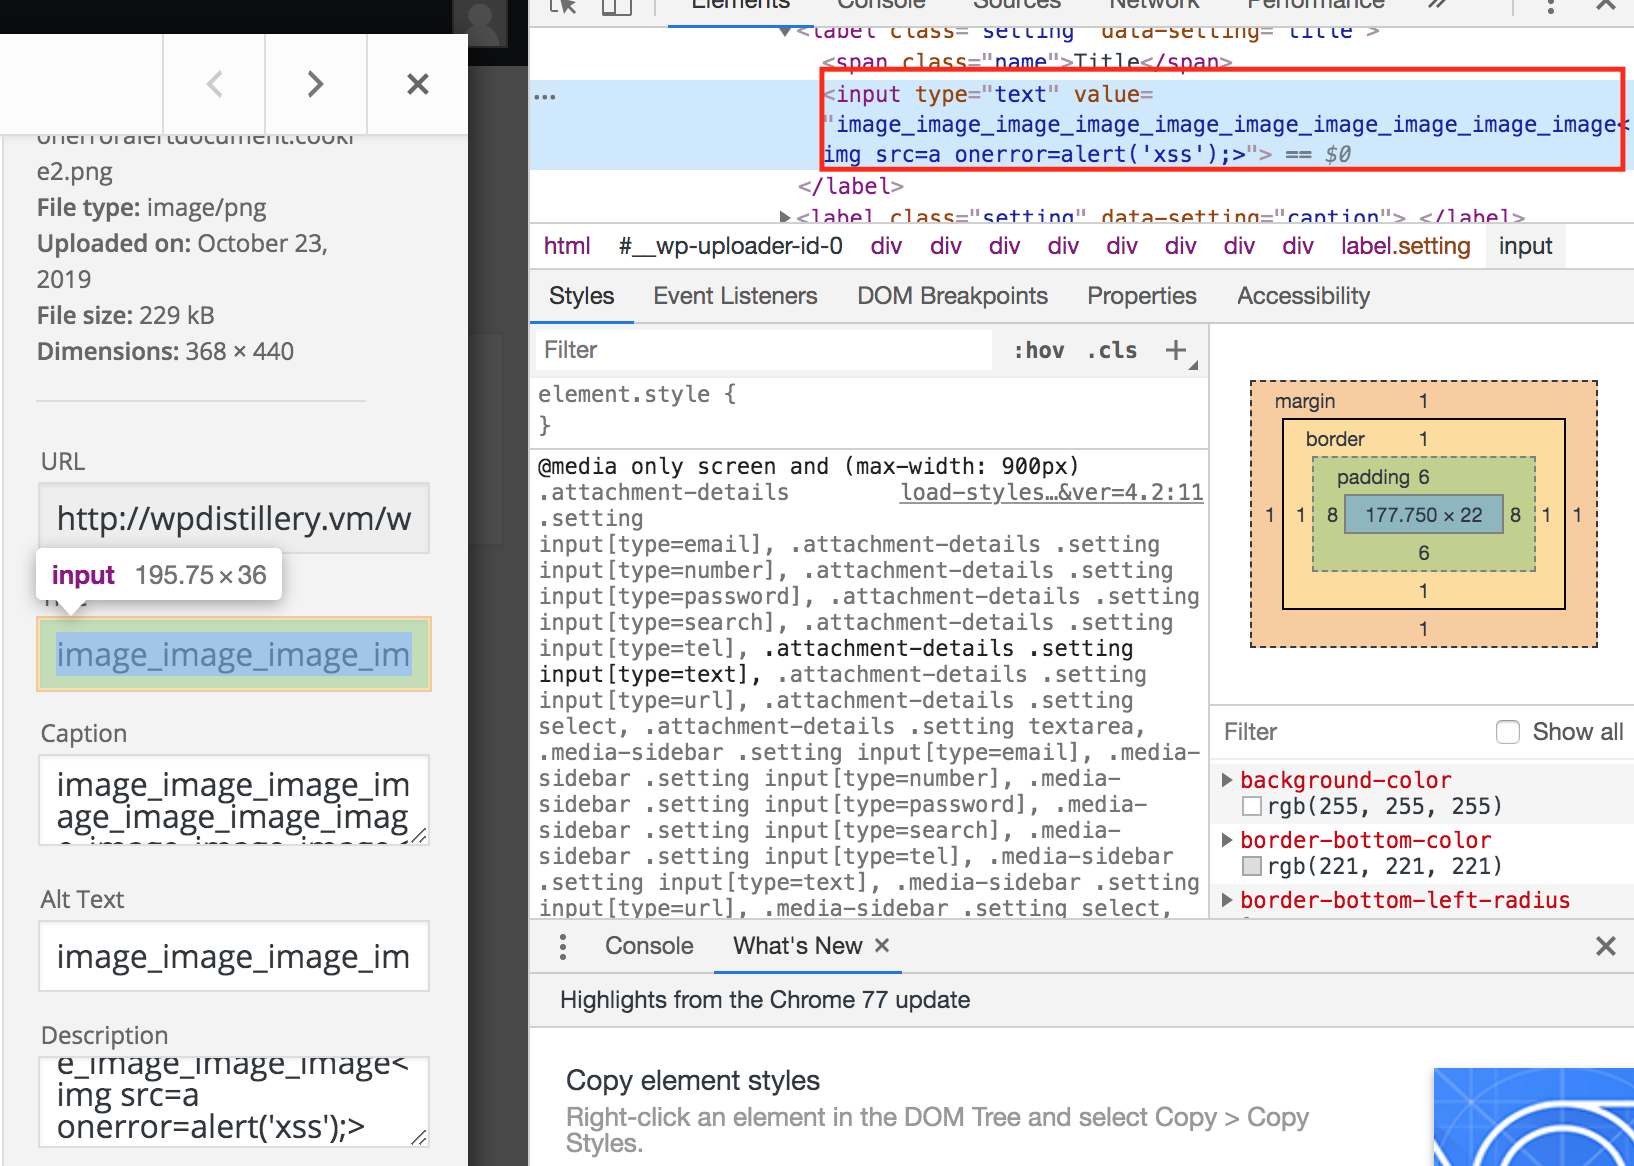 onerroralertdocument.cooki
e2.png
File type: image/png
Uploaded on: October 23,
2019
File size: 229 kB
Dimensions: 368 × 440
URL
http://wpdistillery.vm/w
input 195.75 × 36
image_image_image_im
Caption
image_image_image_im
age_image_image_imag
e_image_image_image<
Alt Text
image_image_image_im
Description
e_image_image_image<
img src=a
onerror=alert('xss');>
Elements Console Sources Network Performance »
<label class="setting" data-setting="title">
<span class="name">Title</span>
... <input type="text" value=
"image_image_image_image_image_image_image_image_image_image<
img src=a onerror=alert('xss');>"> == $0
</label>
<label class="setting" data-setting="caption"> </label>
html #__wp-uploader-id-0 div div div div div div div div label.setting input
Styles Event Listeners DOM Breakpoints Properties Accessibility
Filter :hov .cls +
element.style {
}
@media only screen and (max-width: 900px)
.attachment-details load-styles…&ver=4.2:11
.setting
input[type=email], .attachment-details .setting
input[type=number], .attachment-details .setting
input[type=password], .attachment-details .setting
input[type=search], .attachment-details .setting
input[type=tel], .attachment-details .setting
input[type=text], .attachment-details .setting
input[type=url], .attachment-details .setting
select, .attachment-details .setting textarea,
.media-sidebar .setting input[type=email], .media-
sidebar .setting input[type=number], .media-
sidebar .setting input[type=password], .media-
sidebar .setting input[type=search], .media-
sidebar .setting input[type=tel], .media-sidebar
.setting input[type=text], .media-sidebar .setting
input[type=url], .media-sidebar .setting select,
margin 1
border 1
padding 6
1 1 8 177.750 × 22 8 1 1
6
1
1
Filter Show all
background-color
rgb(255, 255, 255)
border-bottom-color
rgb(221, 221, 221)
border-bottom-left-radius
Console What's New ×
Highlights from the Chrome 77 update
Copy element styles
Right-click an element in the DOM Tree and select Copy > Copy
Styles.